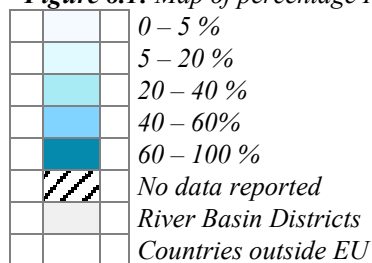 Figure 6.1: Map of percentage
0 – 5 %
5 – 20 %
20 – 40 %
40 – 60%
60 – 100 %
No data reported
River Basin Districts
Countries outside EU